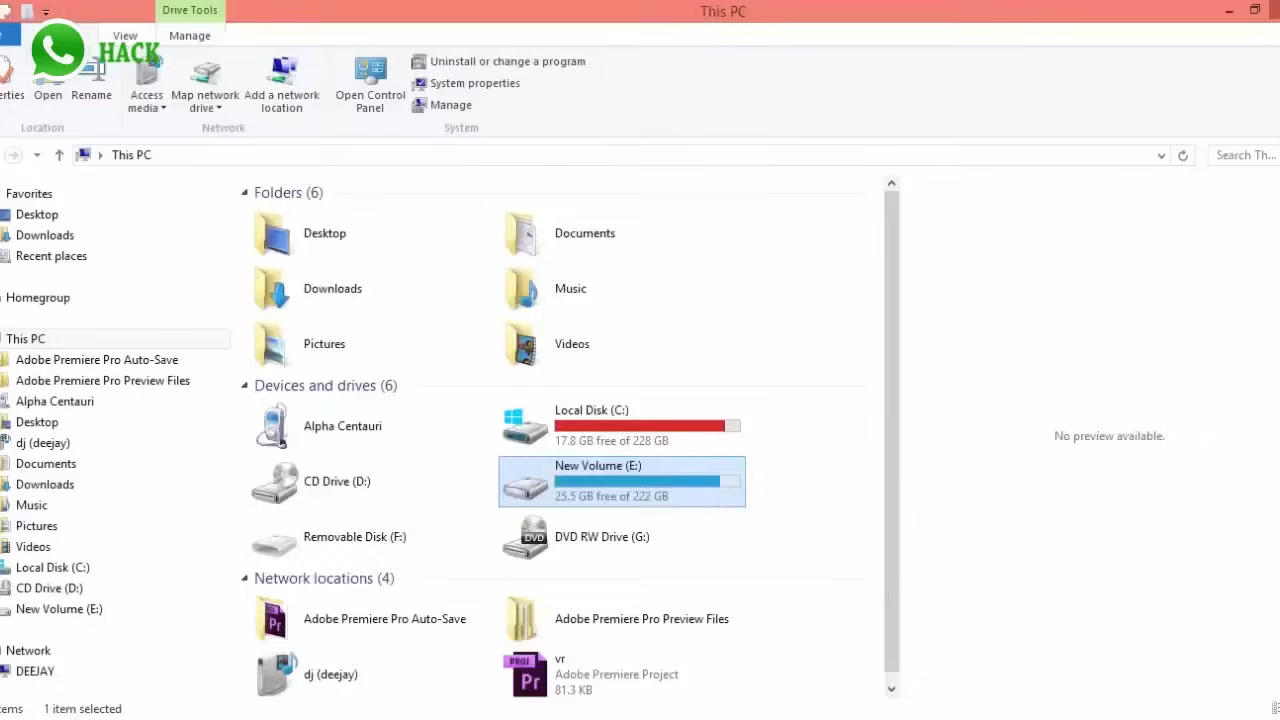 Drive Tools
This PC
View
Manage
HACK
Open
Rename
Access media
Map network drive
Add a network location
Open Control Panel
Uninstall or change a program
System properties
Manage
Location
Network
System
This PC
Search Th...
Favorites
Desktop
Downloads
Recent places
Homegroup
This PC
Adobe Premiere Pro Auto-Save
Adobe Premiere Pro Preview Files
Alpha Centauri
Desktop
dj (deejay)
Documents
Downloads
Music
Pictures
Videos
Local Disk (C:)
CD Drive (D:)
New Volume (E:)
Network
DEEJAY
Folders (6)
Desktop
Documents
Downloads
Music
Pictures
Videos
Devices and drives (6)
Alpha Centauri
Local Disk (C:)
17.8 GB free of 228 GB
CD Drive (D:)
New Volume (E:)
25.5 GB free of 222 GB
Removable Disk (F:)
DVD
DVD RW Drive (G:)
Network locations (4)
Pr
Adobe Premiere Pro Auto-Save
Adobe Premiere Pro Preview Files
dj (deejay)
PROJ
Pr
vr
Adobe Premiere Project
81.3 KB
No preview available.
1 item selected